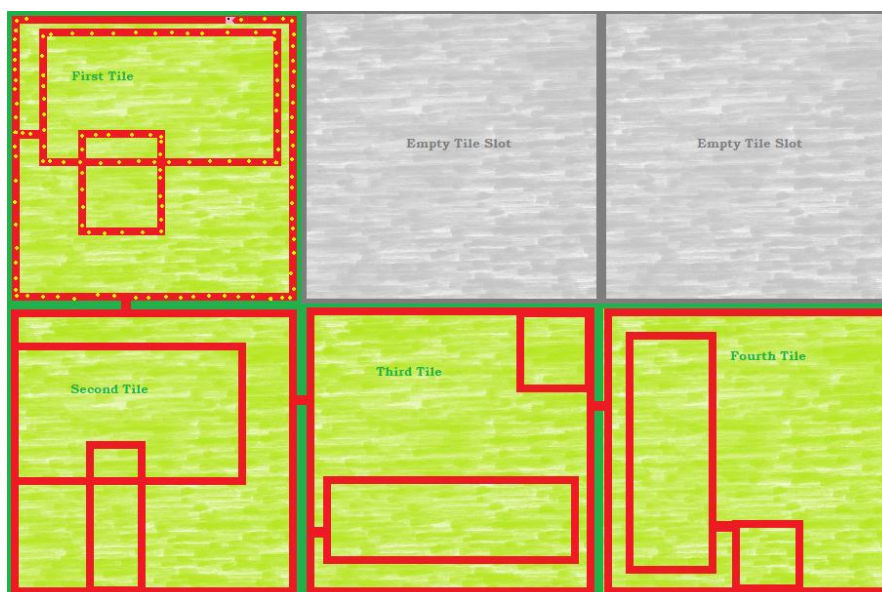 First Tile
Empty Tile Slot
Empty Tile Slot
Second Tile
Third Tile
Fourth Tile